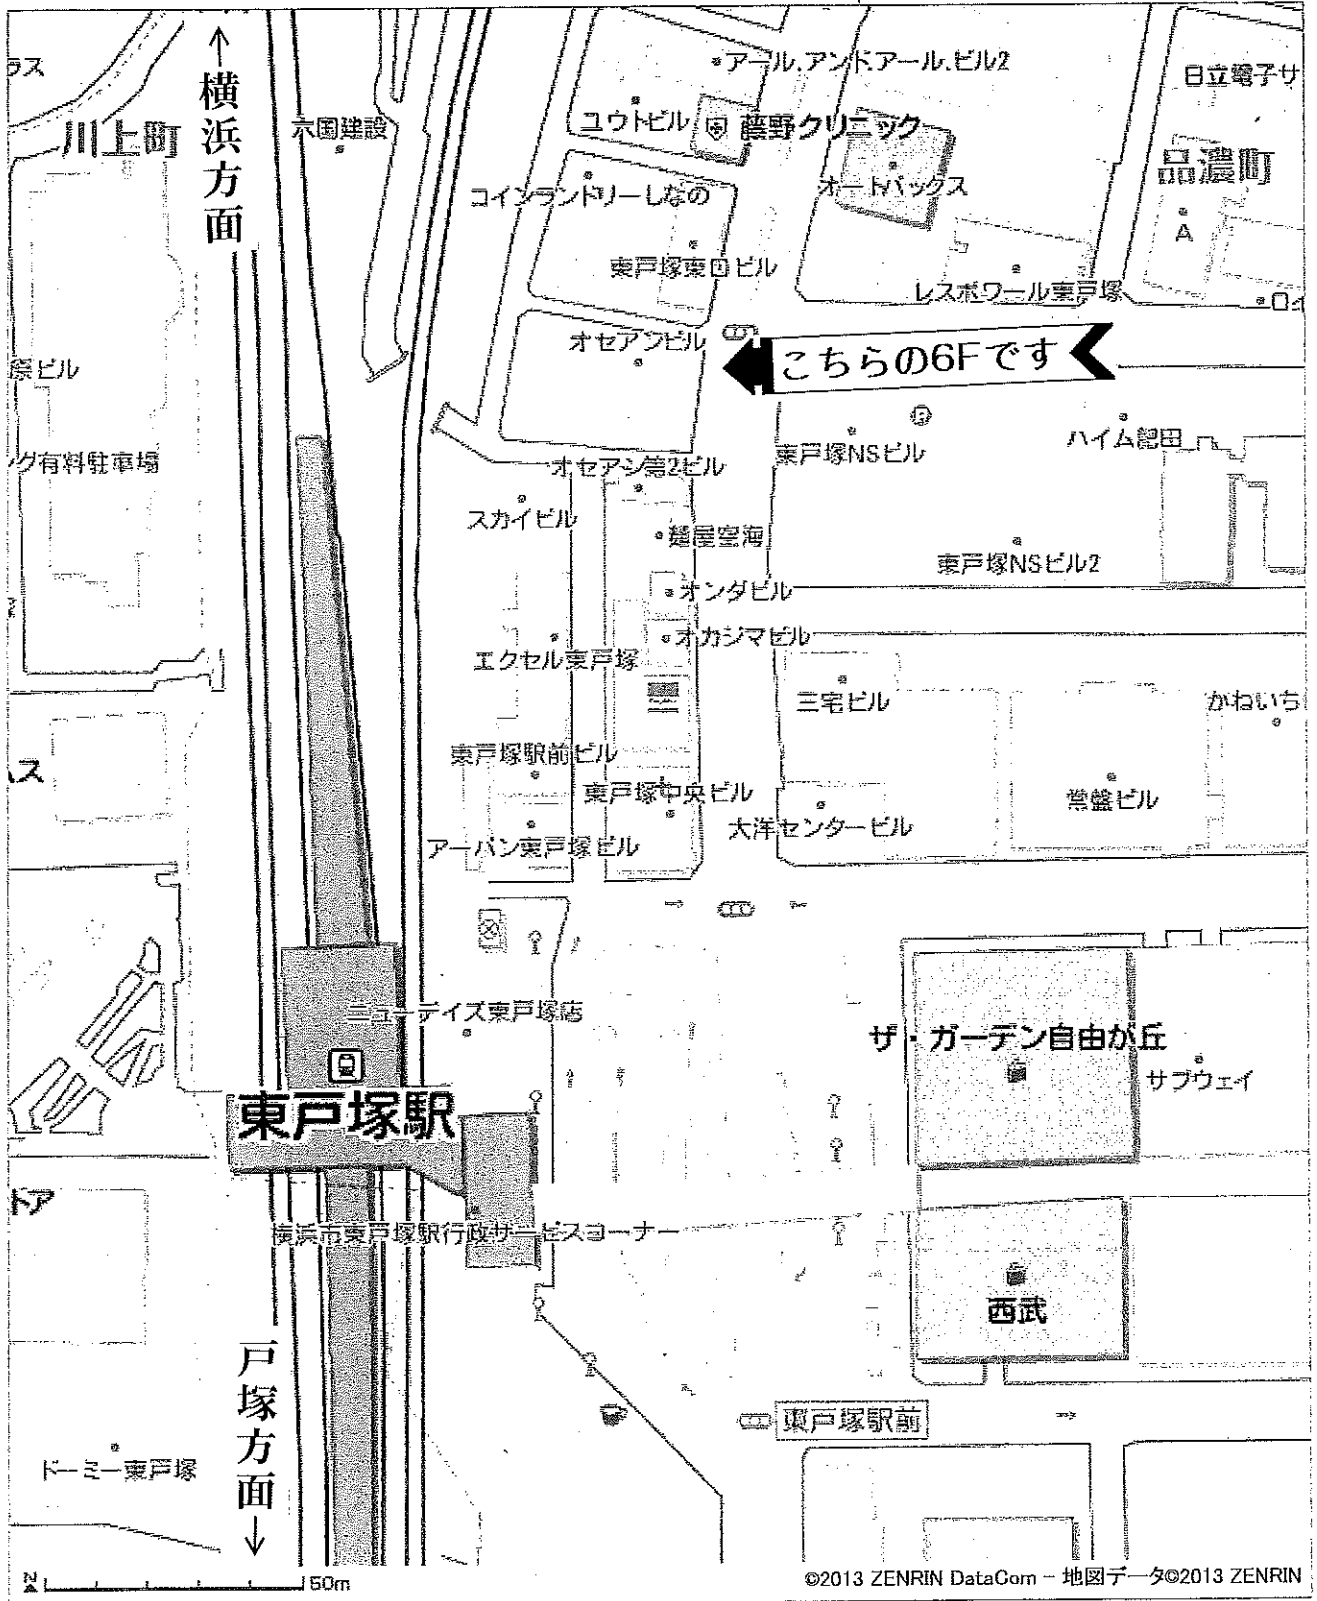 ラス
↑横浜方面
川上町
六国建設
アール.アンド.アール.ビル2
ユウトビル
藤野クリニック
日立電子サ
品濃町
オートバックス
コインランドリーしなの
A
東戸塚東口ビル
レスポワール東戸塚
オセアンビル
こちらの6Fです
原ビル
ング有料駐車場
P
東戸塚NSビル
オセアン第2ビル
スカイビル
麺屋空海
東戸塚NSビル2
オンダビル
オカジマビル
エクセル東戸塚
三宅ビル
かねいち
東戸塚駅前ビル
東戸塚中央ビル
常盤ビル
大洋センタービル
アーバン東戸塚ビル
ニューデイズ東戸塚店
ザ・ガーデン自由が丘
サブウェイ
東戸塚駅
トア
横浜市東戸塚駅行政サービスコーナー
西武
戸塚方面↓
東戸塚駅前
ドーミー東戸塚
N
50m
©2013 ZENRIN DataCom - 地図データ©2013 ZENRIN